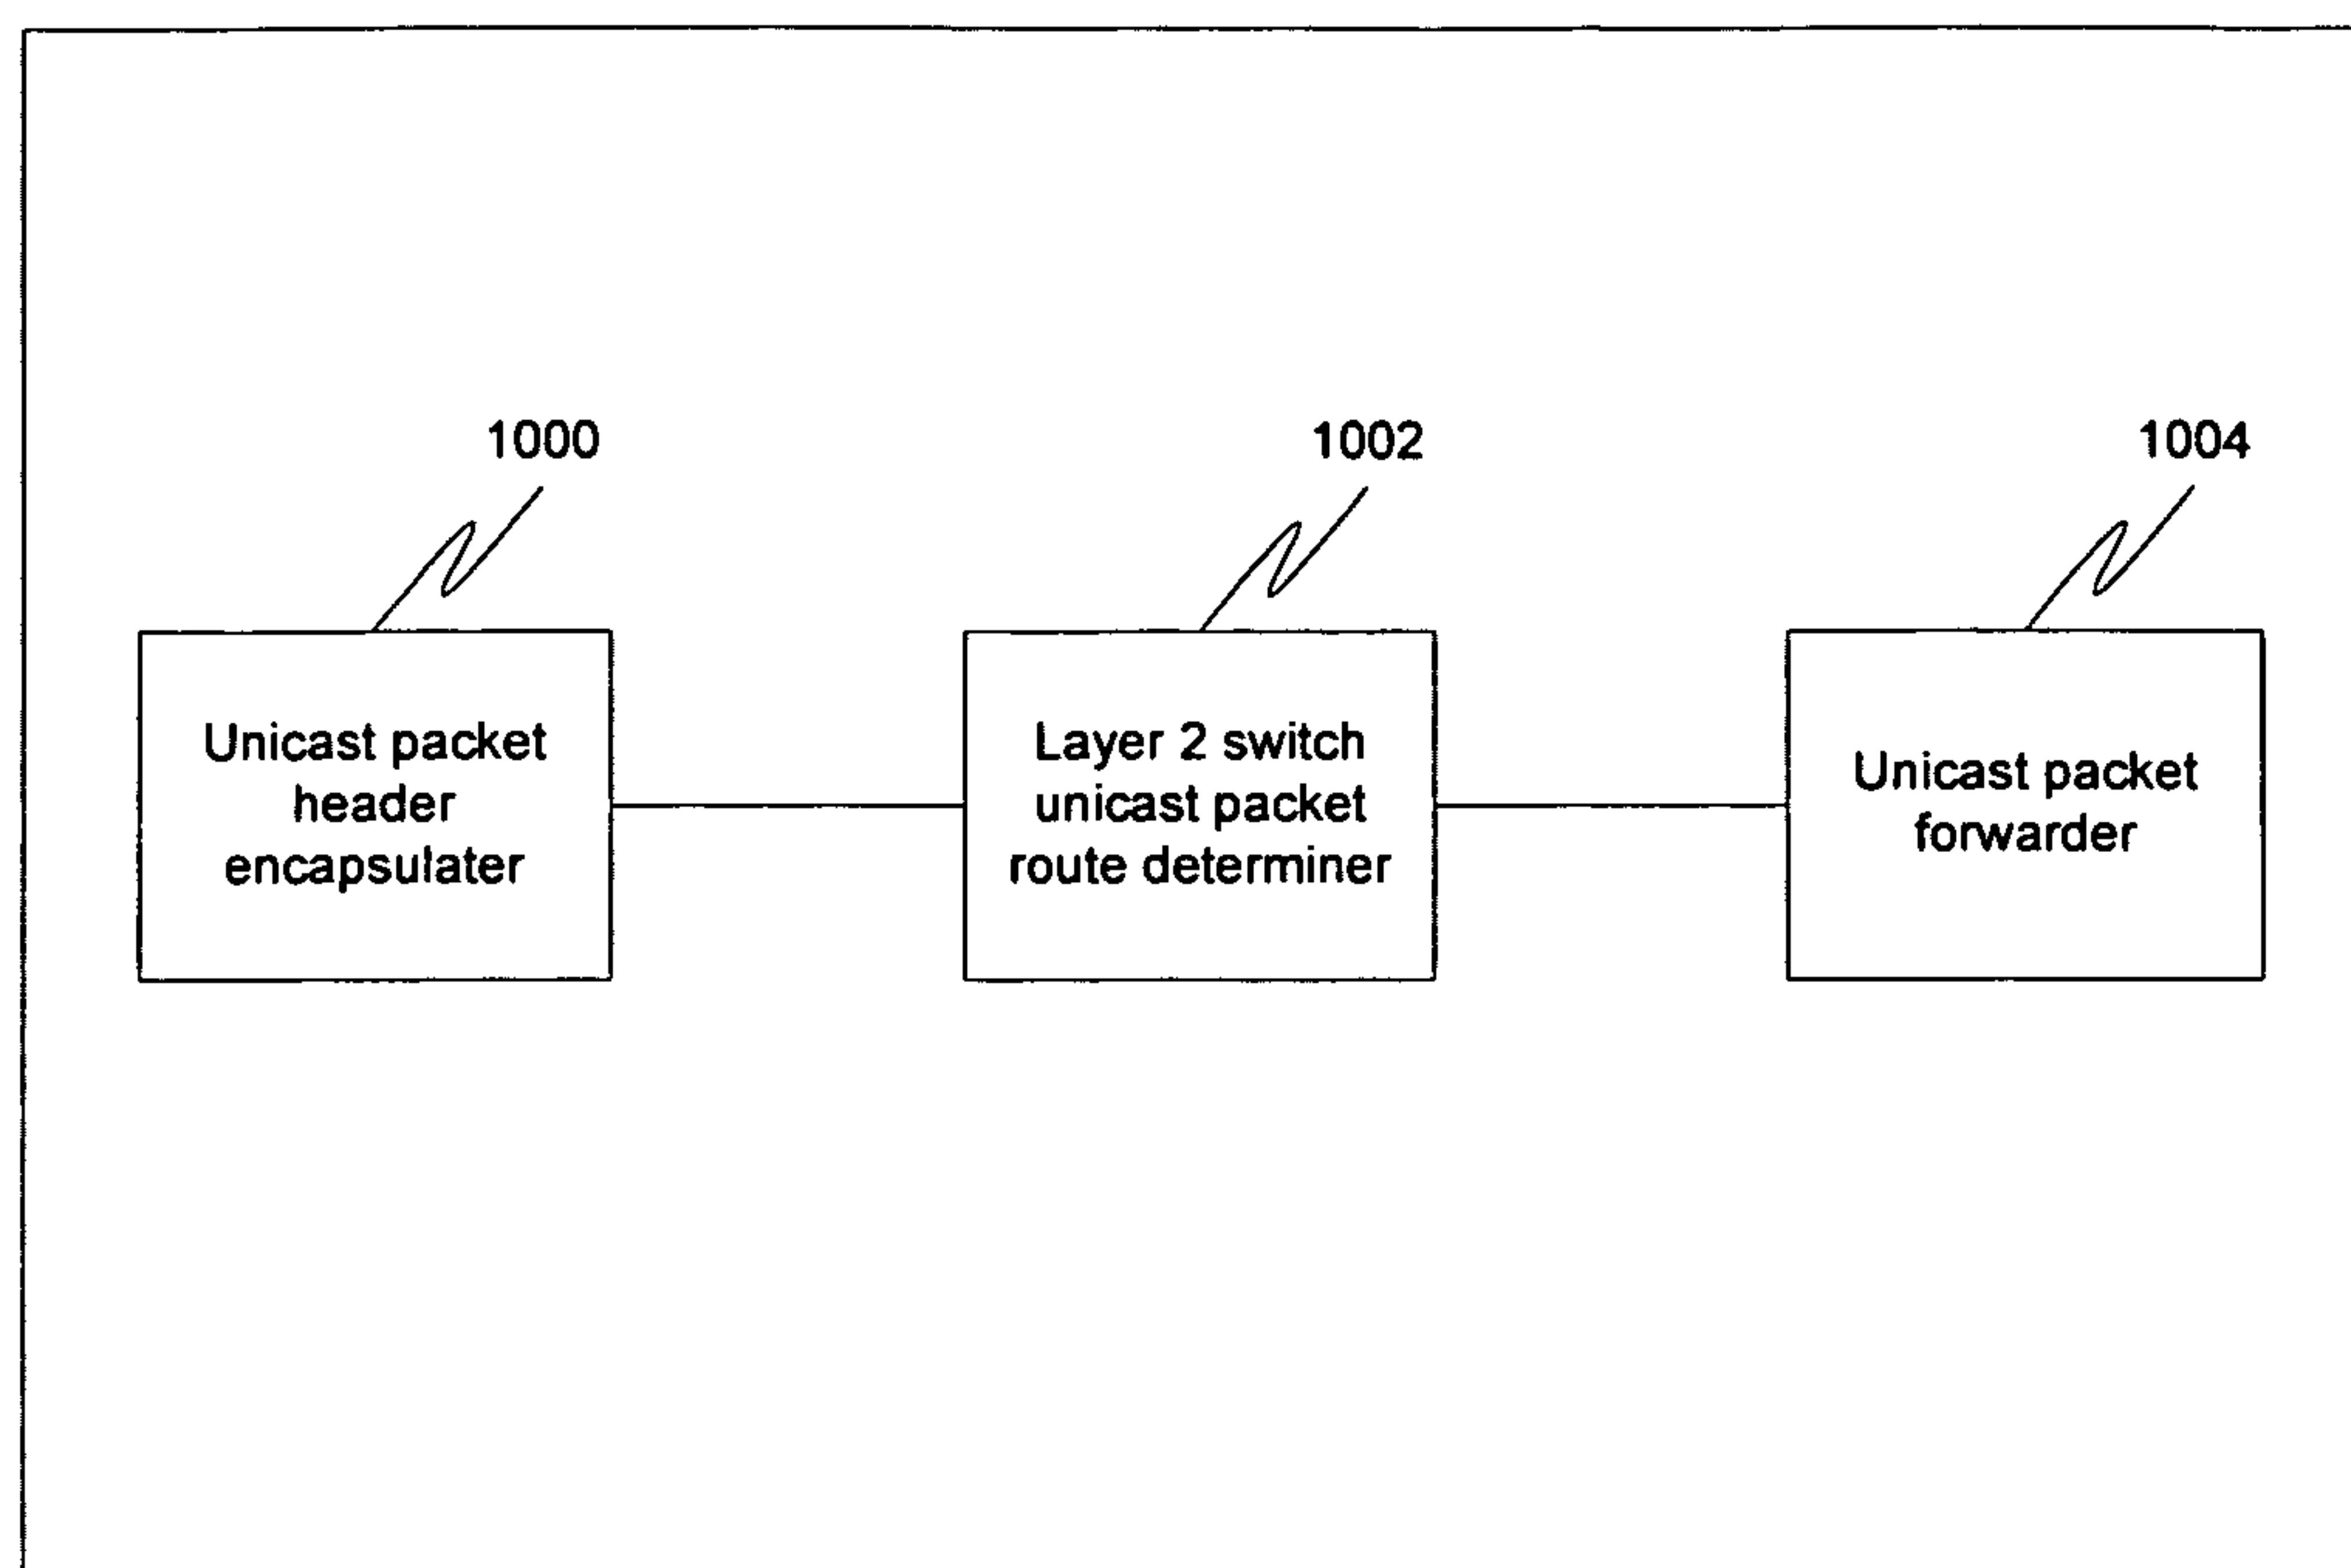 1000
1002
1004
Unicast packet
header
encapsulater
Layer 2 switch
unicast packet
route determiner
Unicast packet
forwarder